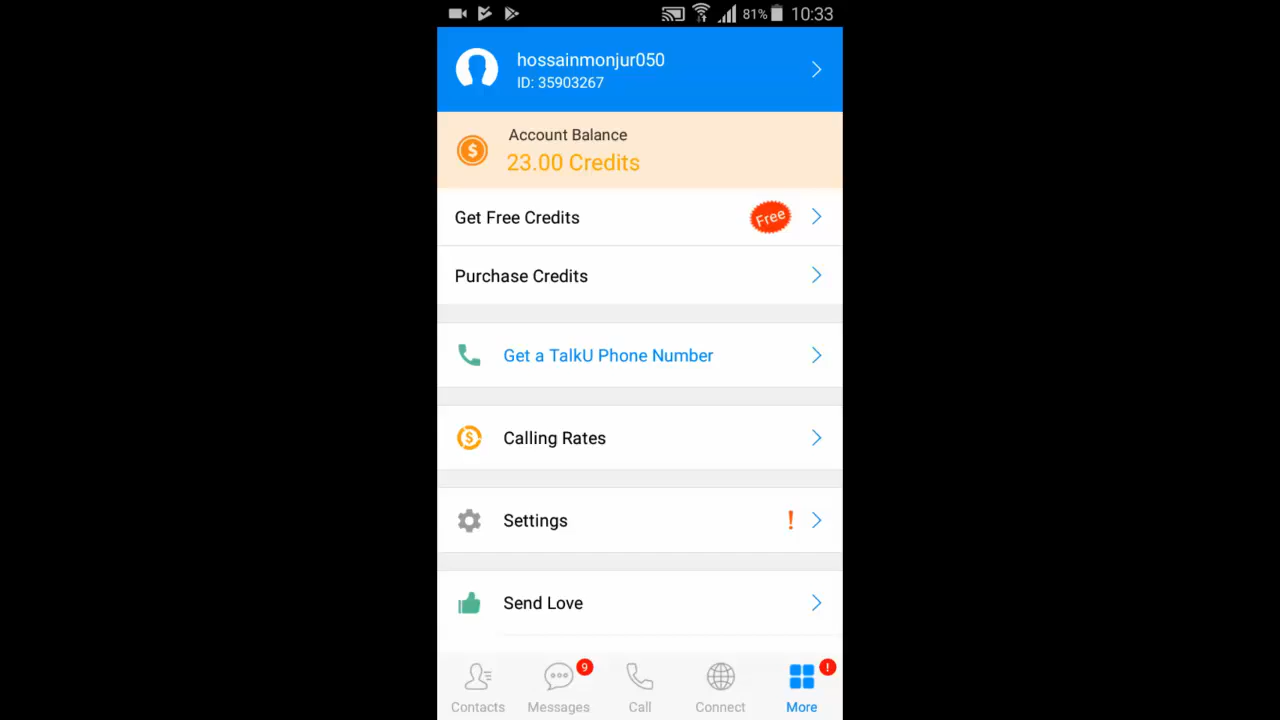 81% 10:33
hossainmonjur050
ID: 35903267
Account Balance
$ 23.00 Credits
Get Free Credits Free
Purchase Credits
Get a TalkU Phone Number
$ Calling Rates
Settings !
Send Love
9 !
Contacts Messages Call Connect More